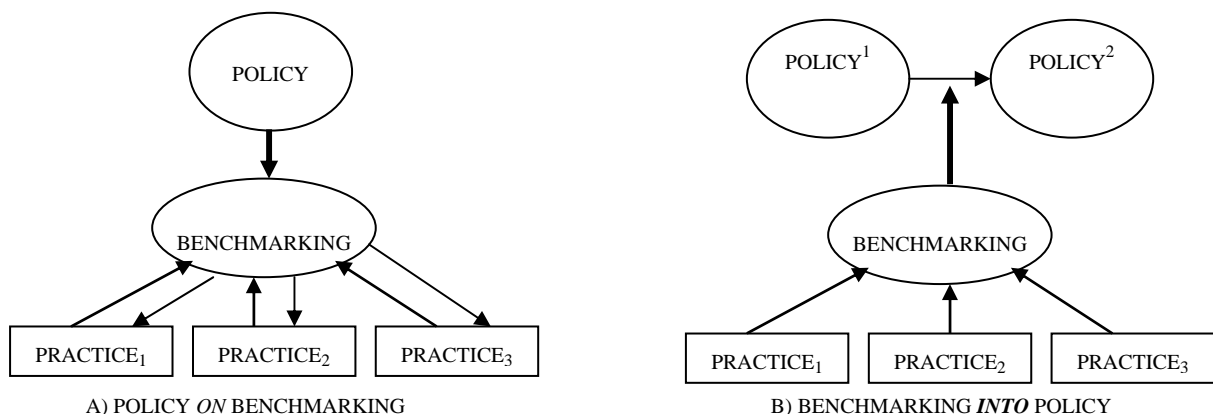 POLICY
BENCHMARKING
PRACTICE₁
PRACTICE₂
PRACTICE₃
A) POLICY ON BENCHMARKING
POLICY¹
POLICY²
BENCHMARKING
PRACTICE₁
PRACTICE₂
PRACTICE₃
B) BENCHMARKING INTO POLICY